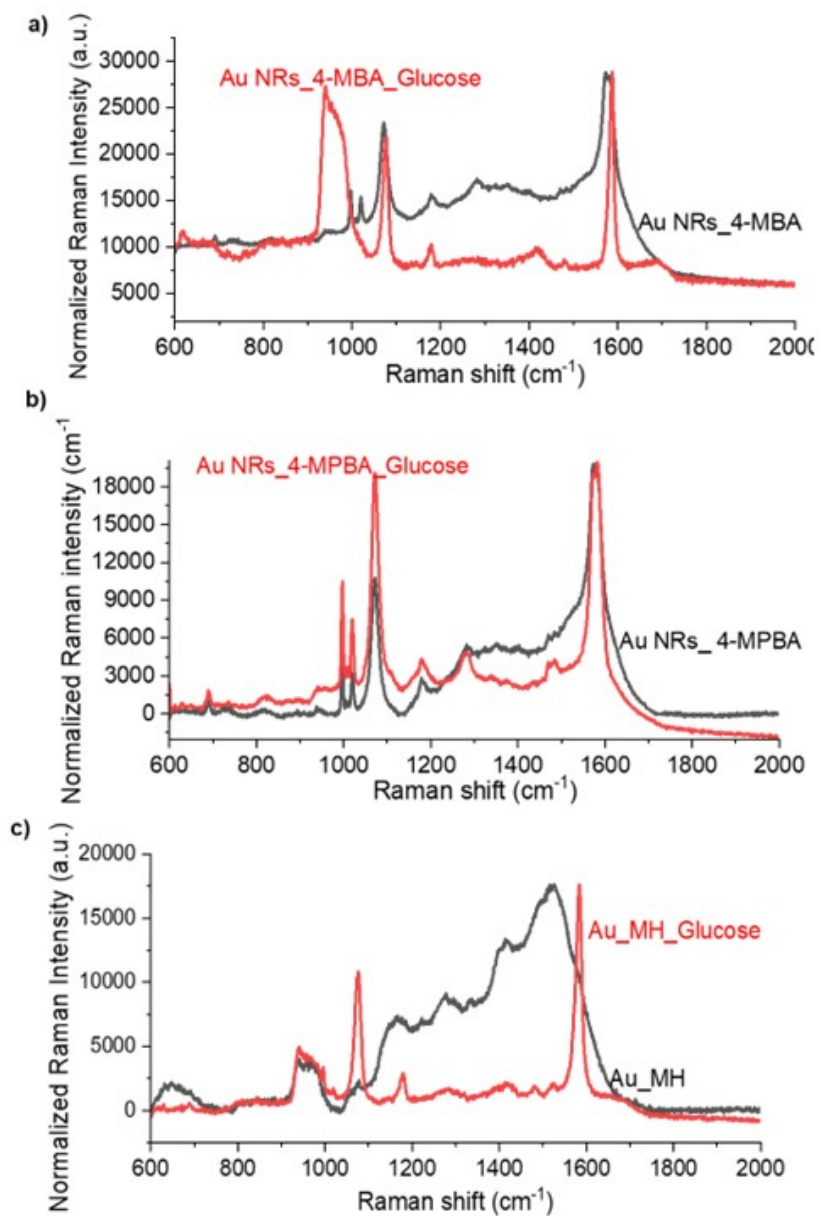 a)
Normalized Raman Intensity (a.u.)
30000
25000
20000
15000
10000
5000
Au NRs_4-MBA_Glucose
Au NRs_4-MBA
600 800 1000 1200 1400 1600 1800 2000
Raman shift (cm-1)
b)
Normalized Raman intensity (cm-1
18000
15000
12000
9000
6000
3000
0
Au NRs_4-MPBA_Glucose
Au NRs_ 4-MPBA
600 800 1000 1200 1400 1600 1800 2000
Raman shift (cm-1)
c)
Normalized Raman Intensity (a.u.)
20000
15000
10000
5000
0
Au_MH_Glucose
Au_MH
600 800 1000 1200 1400 1600 1800 2000
Raman shift (cm-1)